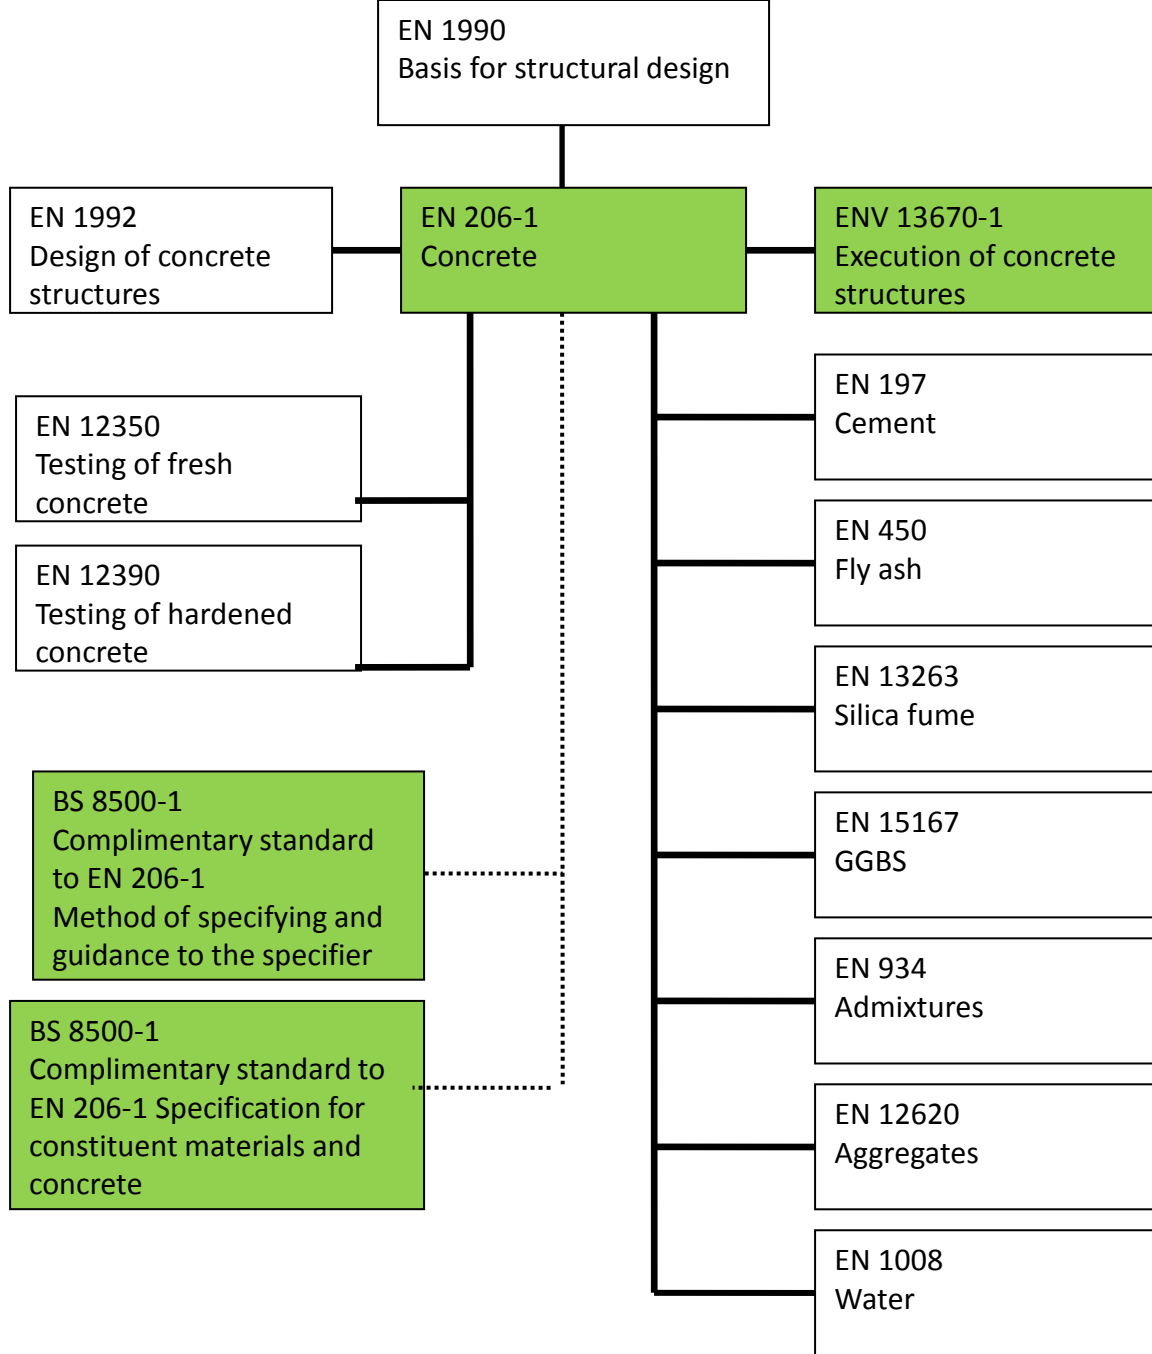 EN 1990
Basis for structural design
EN 1992
Design of concrete
structures
EN 206-1
Concrete
ENV 13670-1
Execution of concrete
structures
EN 12350
Testing of fresh
concrete
EN 12390
Testing of hardened
concrete
BS 8500-1
Complimentary standard
to EN 206-1
Method of specifying and
guidance to the specifier
BS 8500-1
Complimentary standard to
EN 206-1 Specification for
constituent materials and
concrete
EN 197
Cement
EN 450
Fly ash
EN 13263
Silica fume
EN 15167
GGBS
EN 934
Admixtures
EN 12620
Aggregates
EN 1008
Water